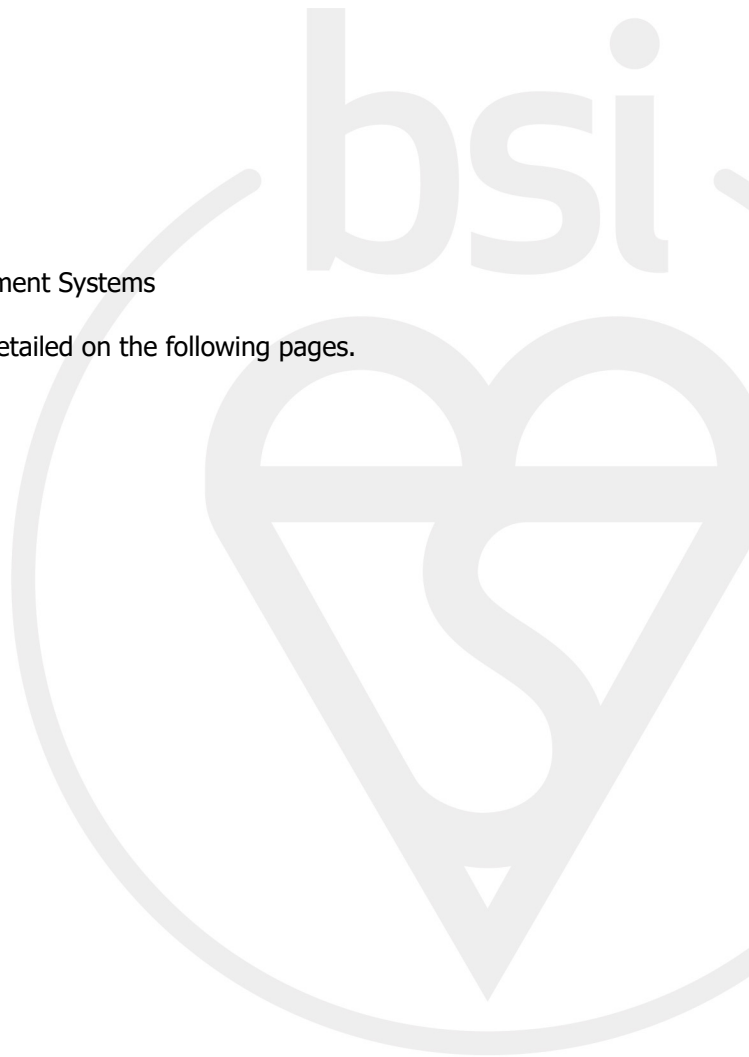 bsi
ment Systems
etailed on the following pages.